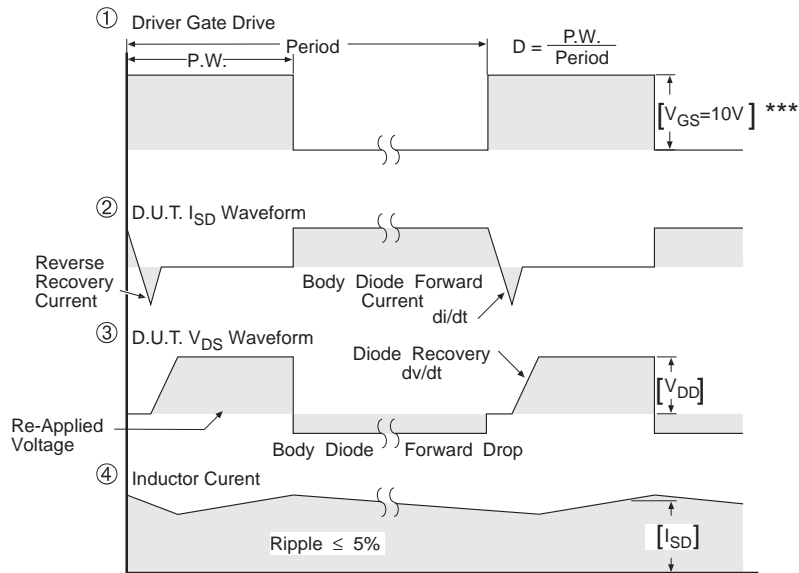 ① Driver Gate Drive
Period
P.W.
D = P.W.
Period
[VGS=10V] ***
② D.U.T. ISD Waveform
Reverse
Recovery
Current
Body Diode Forward
Current
di/dt
③ D.U.T. VDS Waveform
Diode Recovery
dv/dt
[VDD]
Re-Applied
Voltage
Body Diode Forward Drop
④ Inductor Curent
Ripple ≤ 5%
[ISD]